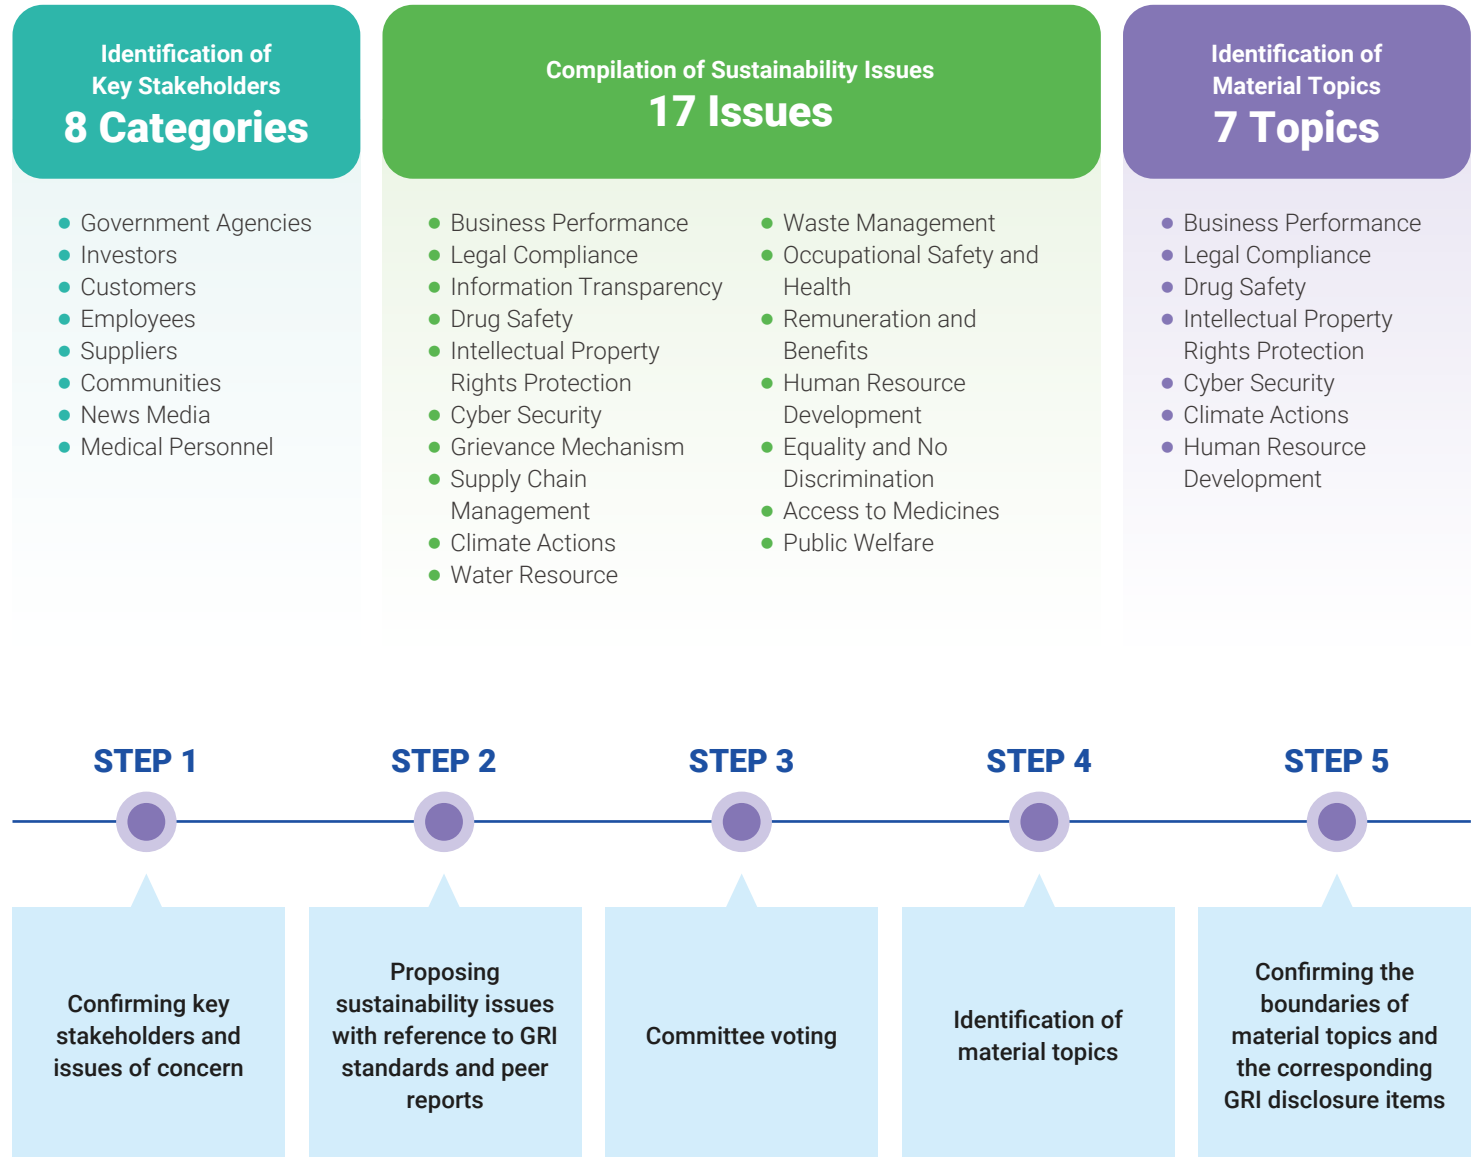 Identification of
Key Stakeholders
8 Categories
Government Agencies
Investors
Customers
Employees
Suppliers
Communities
News Media
Medical Personnel
Compilation of Sustainability Issues
17 Issues
Business Performance
Legal Compliance
Information Transparency
Drug Safety
Intellectual Property
Rights Protection
Cyber Security
Grievance Mechanism
Supply Chain
Management
Climate Actions
Water Resource
Waste Management
Occupational Safety and
Health
Remuneration and
Benefits
Human Resource
Development
Equality and No
Discrimination
Access to Medicines
Public Welfare
Identification of
Material Topics
7 Topics
Business Performance
Legal Compliance
Drug Safety
Intellectual Property
Rights Protection
Cyber Security
Climate Actions
Human Resource
Development
STEP 1
Confirming key
stakeholders and
issues of concern
STEP 2
Proposing
sustainability issues
with reference to GRI
standards and peer
reports
STEP 3
Committee voting
STEP 4
Identification of
material topics
STEP 5
Confirming the
boundaries of
material topics and
the corresponding
GRI disclosure items